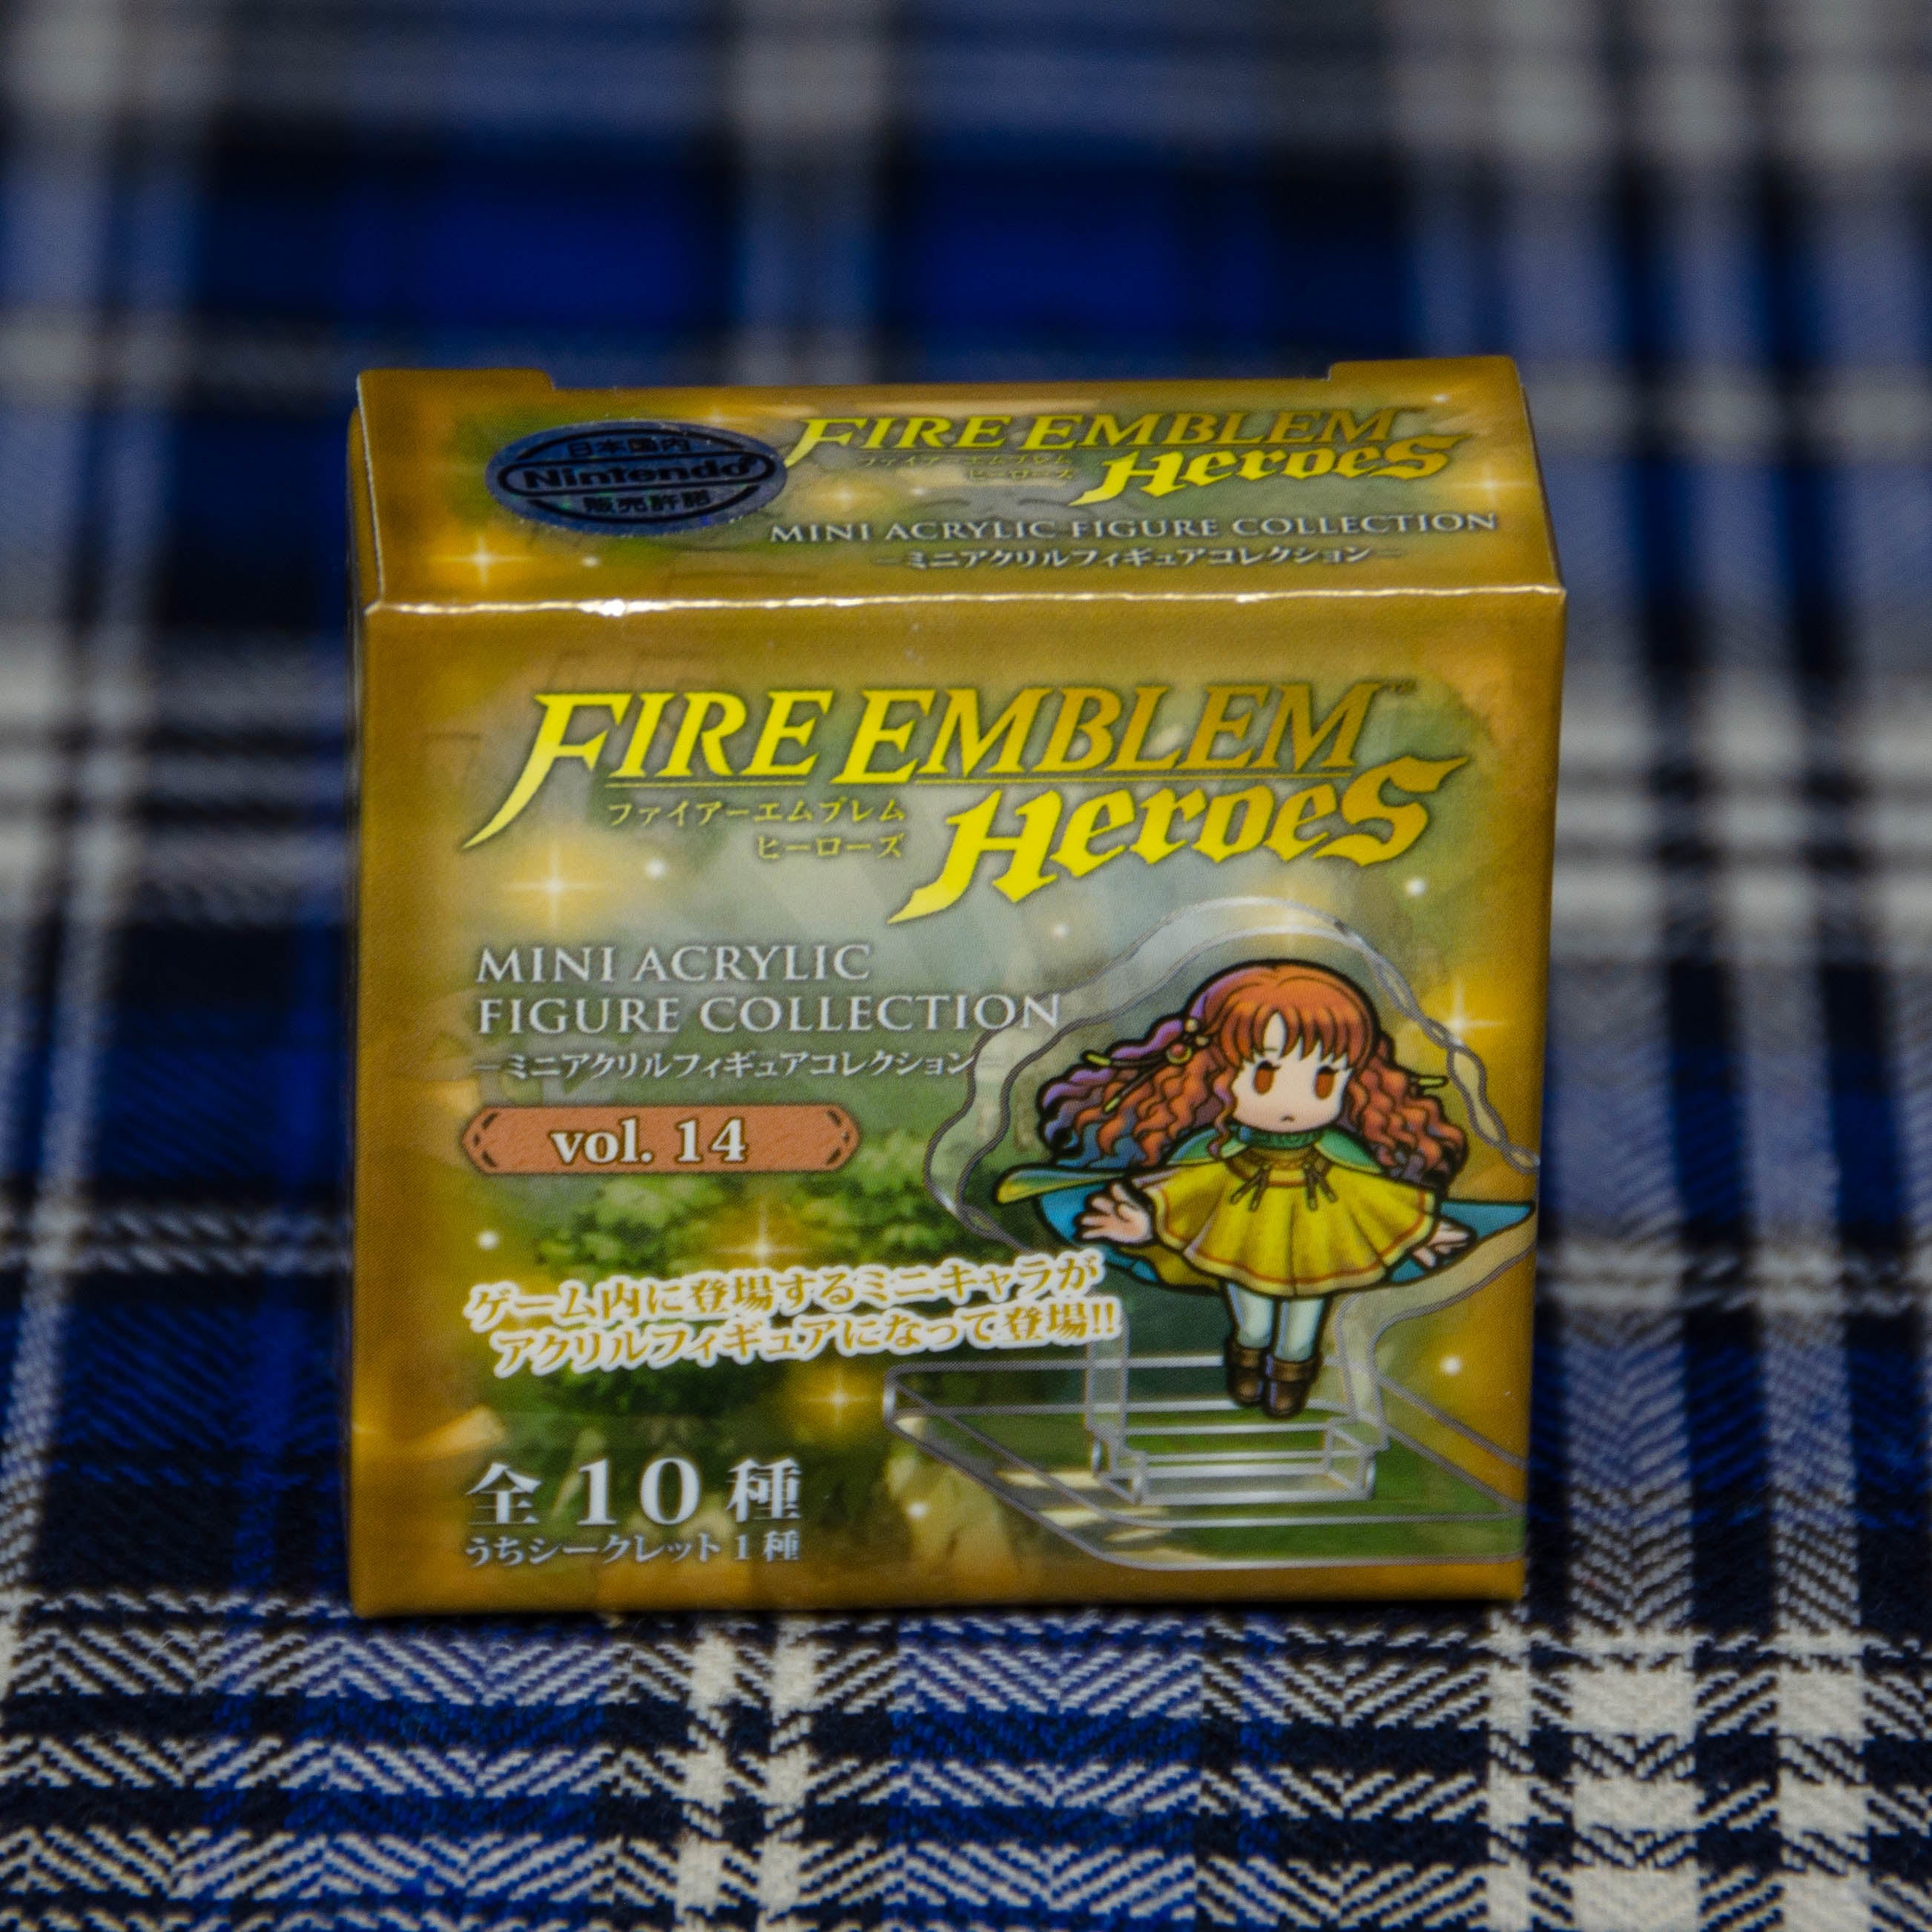 日本国内
Nintendo
販売許諾
FIRE EMBLEM
ファイアーエムブレム
ヒーローズ
Heroes
MINI ACRYLIC FIGURE COLLECTION
—ミニアクリルフィギュアコレクション—
FIRE EMBLEM™
ファイアーエムブレム
ヒーローズ
Heroes
MINI ACRYLIC
FIGURE COLLECTION
—ミニアクリルフィギュアコレクション—
vol. 14
ゲーム内に登場するミニキャラが
アクリルフィギュアになって登場!!
全10種
うちシークレット1種